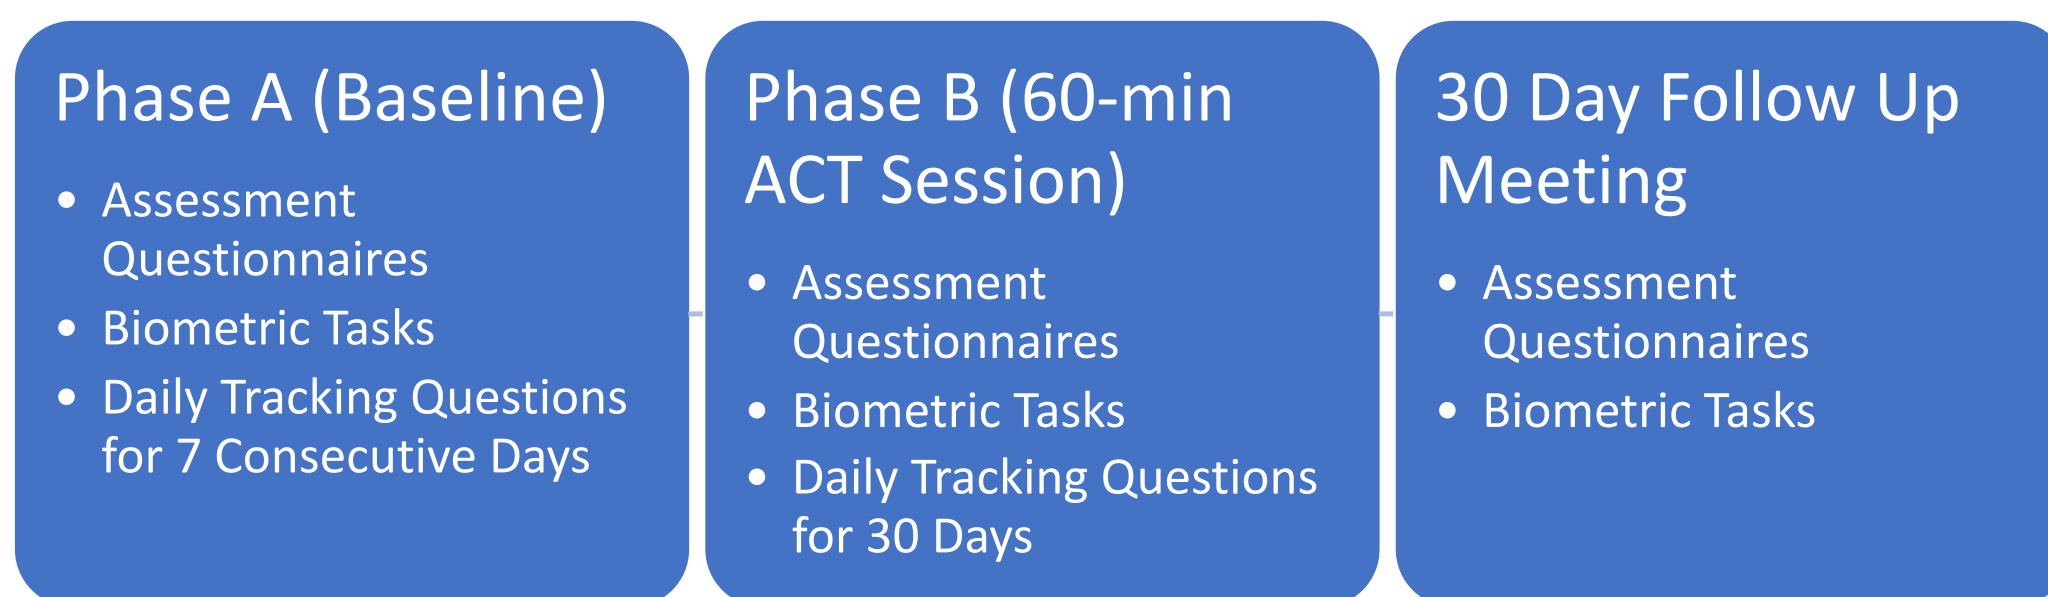 Phase A (Baseline)
• Assessment
Questionnaires
• Biometric Tasks
• Daily Tracking Questions
for 7 Consecutive Days
Phase B (60-min
ACT Session)
• Assessment
Questionnaires
• Biometric Tasks
• Daily Tracking Questions
for 30 Days
30 Day Follow Up
Meeting
• Assessment
Questionnaires
• Biometric Tasks